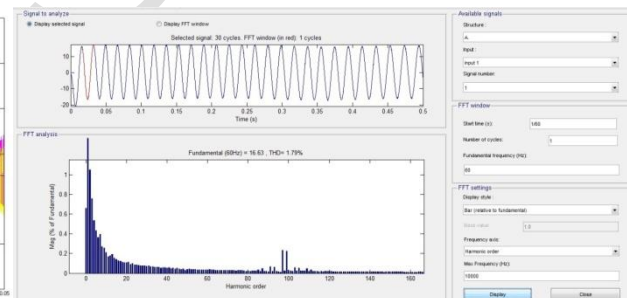 Signal to analyze
Display selected signal
Display FFT window
Selected signal: 30 cycles. FFT window (in red): 1 cycles
10
0
-10
-20
0
0.05
0.1
0.15
0.2
0.25
0.3
0.35
0.4
0.45
0.5
Time (s)
FFT analysis
Fundamental (60Hz) = 16.63 , THD= 1.79%
Mag (% of Fundamental)
1
0.8
0.6
0.4
0.2
0
0
20
40
60
80
100
120
140
160
Harmonic order
Available signals
Structure :
A
Input :
input 1
Signal number:
1
FFT window
Start time (s):
1/60
Number of cycles:
1
Fundamental frequency (Hz):
60
FFT settings
Display style :
Bar (relative to fundamental)
Base value:
1.0
Frequency axis:
Harmonic order
Max Frequency (Hz):
10000
Display
Close